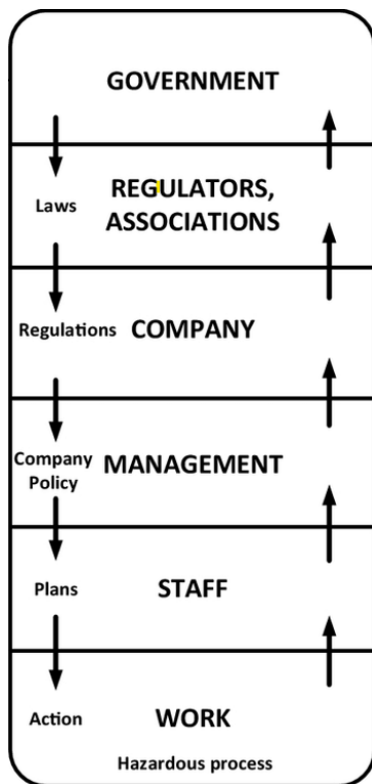 GOVERNMENT
Laws
REGULATORS,
ASSOCIATIONS
Regulations
COMPANY
Company
Policy
MANAGEMENT
Plans
STAFF
Action
WORK
Hazardous process